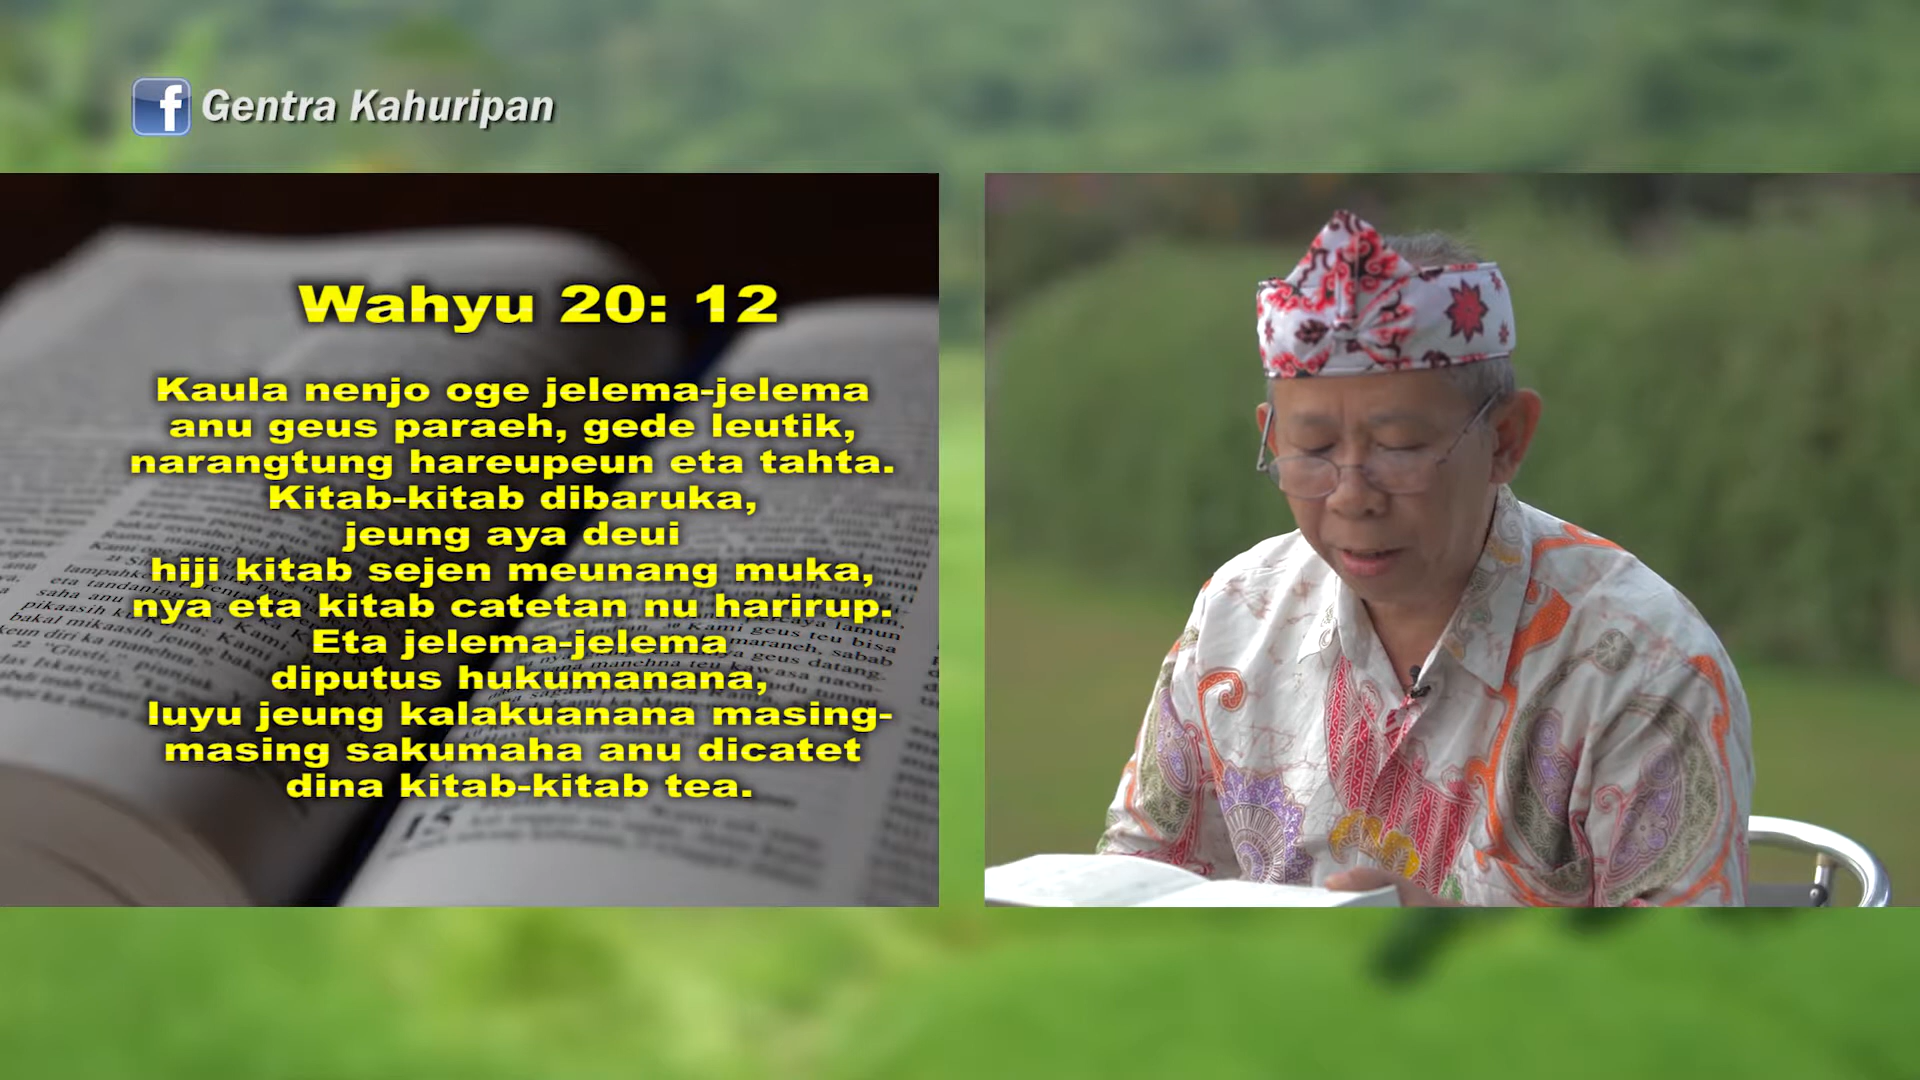 Gentra Kahuripan
Wahyu 20: 12
Kaula nenjo oge jelema-jelema
anu geus paraeh, gede leutik,
narangtung hareupeun eta tahta.
Kitab-kitab dibaruka,
jeung aya deui
hiji kitab sejen meunang muka,
nya eta kitab catetan nu harirup.
Eta jelema-jelema
diputus hukumanana,
luyu jeung kalakuanana masing-
masing sakumaha anu dicatet
dina kitab-kitab tea.